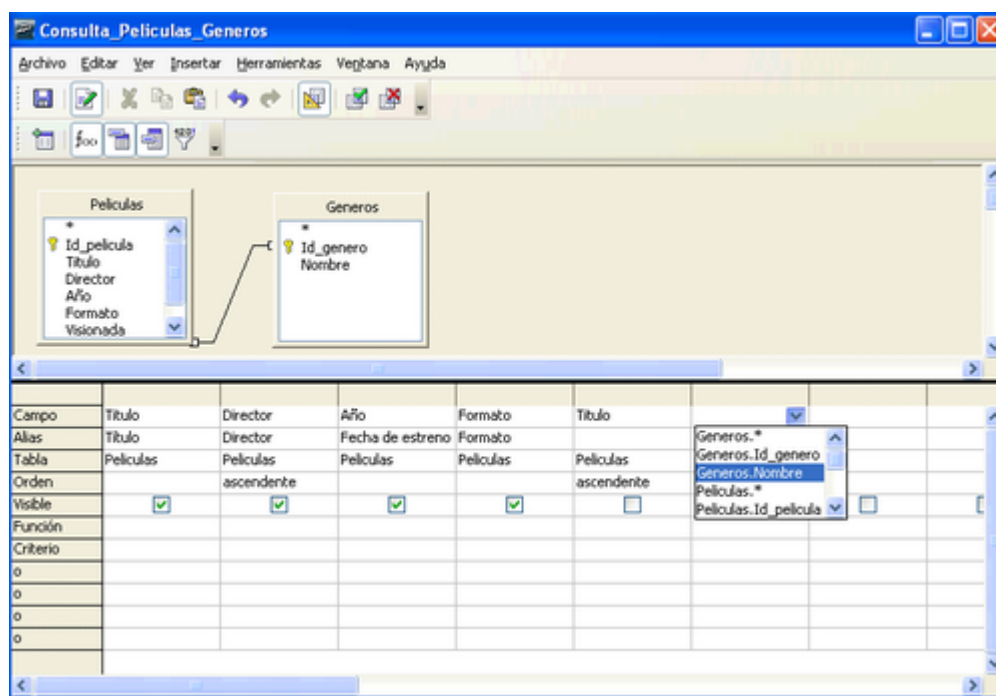 Consulta_Peliculas_Generos
Archivo Editar Ver Insertar Herramientas Ventana Ayuda
Peliculas
*
Id_pelicula
Titulo
Director
Año
Formato
Visionada
Generos
*
Id_genero
Nombre
Campo Titulo Director Año Formato Titulo
Alias Título Director Fecha de estreno Formato
Tabla Peliculas Peliculas Peliculas Peliculas Peliculas
Orden ascendente ascendente
Visible
Función
Criterio
o
o
o
o
Generos.*
Generos.Id_genero
Generos.Nombre
Peliculas.*
Peliculas.Id_pelicula